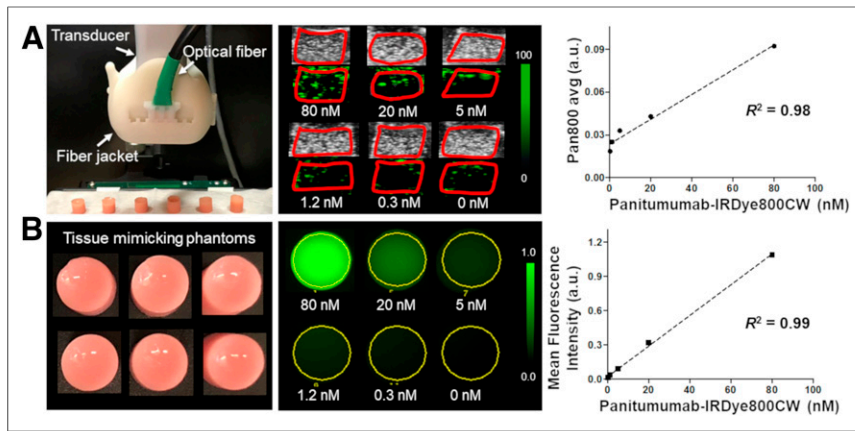 A
Transducer
Optical fiber
Fiber jacket
80 nM 20 nM 5 nM
1.2 nM 0.3 nM 0 nM
100
0
Pan800 avg (a.u.)
0.09
0.06
0.03
0.00
R² = 0.98
0 20 40 60 80 100
Panitumumab-IRDye800CW (nM)
B
Tissue mimicking phantoms
80 nM 20 nM 5 nM
1.2 nM 0.3 nM 0 nM
1.0
0.0
Mean Fluorescence
Intensity (a.u.)
1.2
0.9
0.6
0.3
0.0
R² = 0.99
0 20 40 60 80 100
Panitumumab-IRDye800CW (nM)